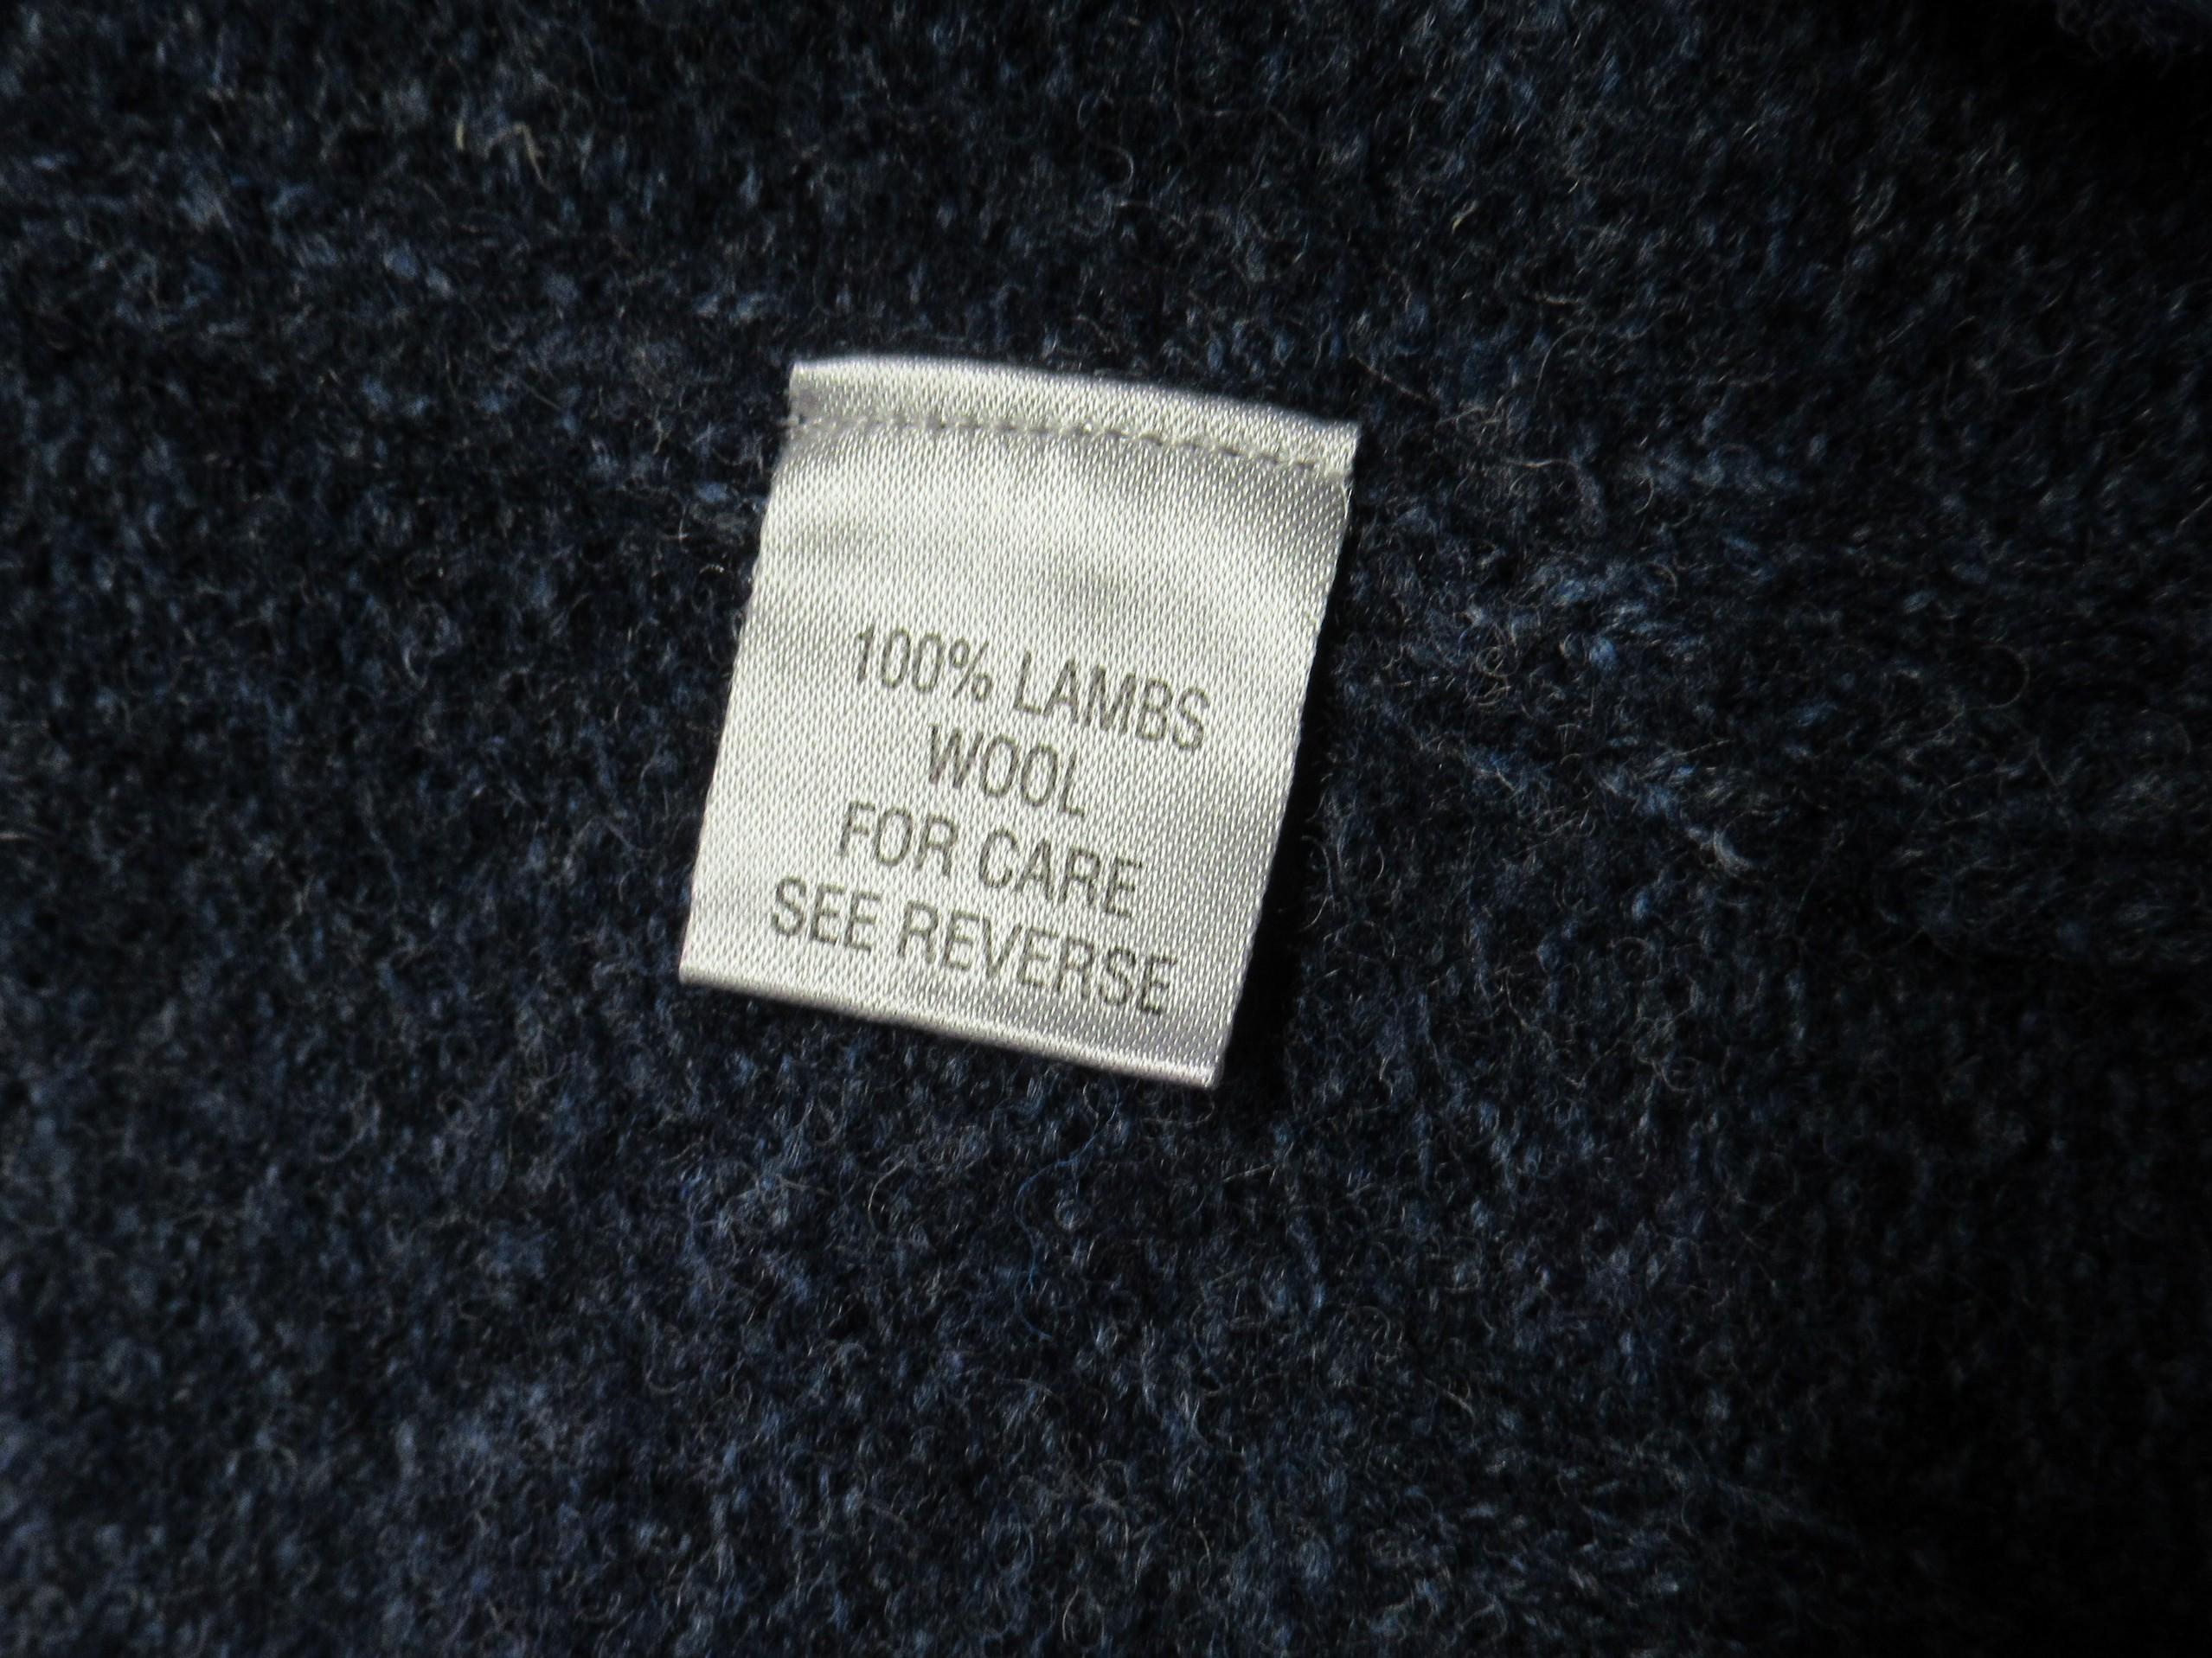 100% LAMBS
WOOL
FOR CARE
SEE REVERSE